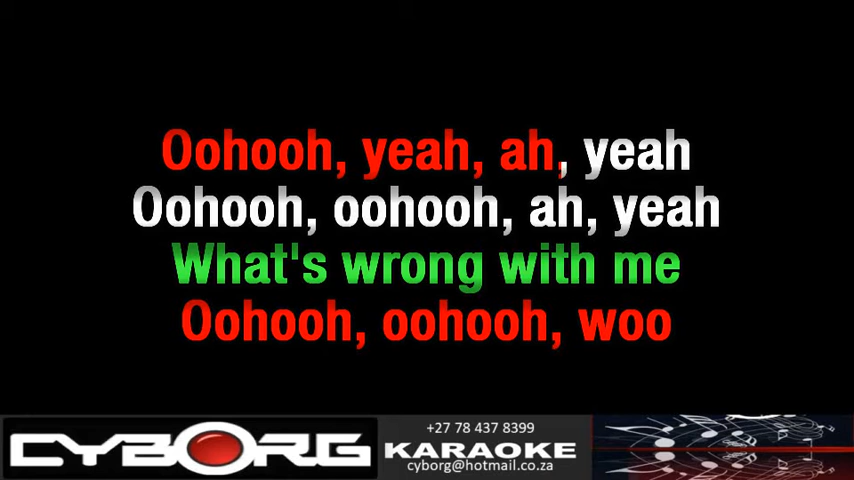 Oohooh, yeah, ah, yeah
Oohooh, oohooh, ah, yeah
What's wrong with me
Oohooh, oohooh, woo
CYBORG
+27 78 437 8399
KARAOKE
cyborg@hotmail.co.za